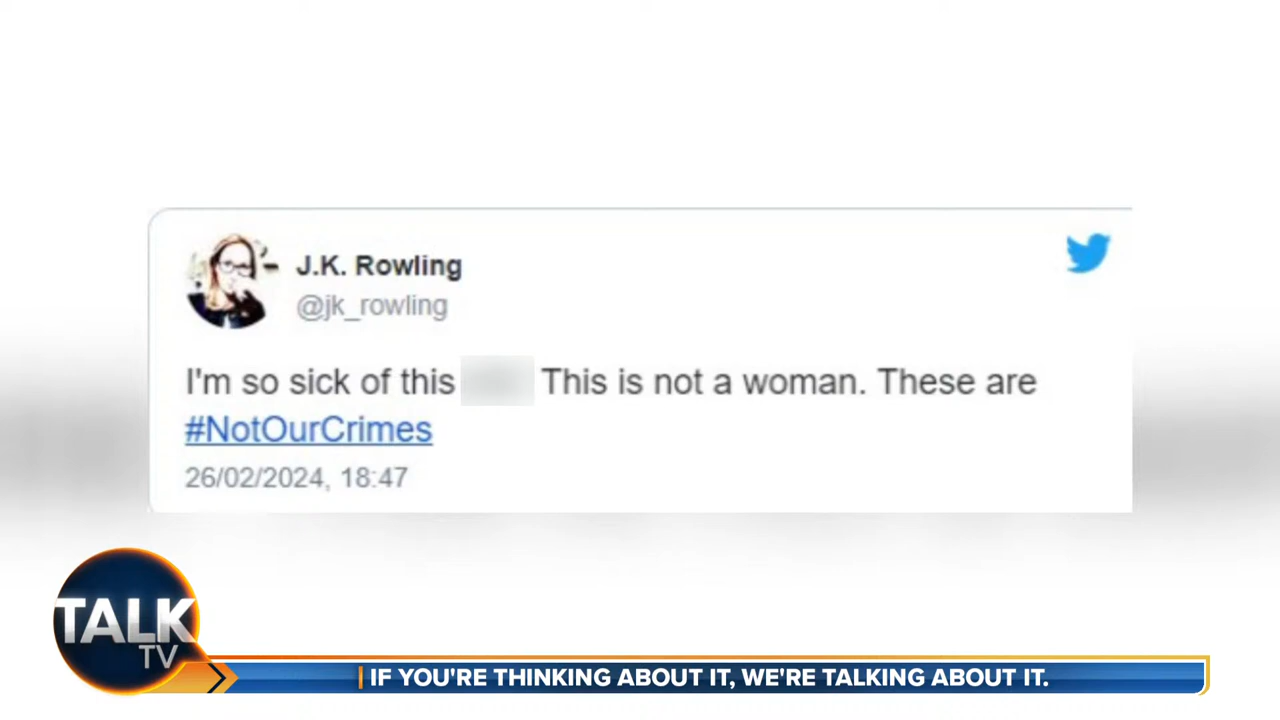 J.K. Rowling
@jk_rowling
I'm so sick of this This is not a woman. These are
#NotOurCrimes
26/02/2024, 18:47
TALK
TV
IF YOU'RE THINKING ABOUT IT, WE'RE TALKING ABOUT IT.